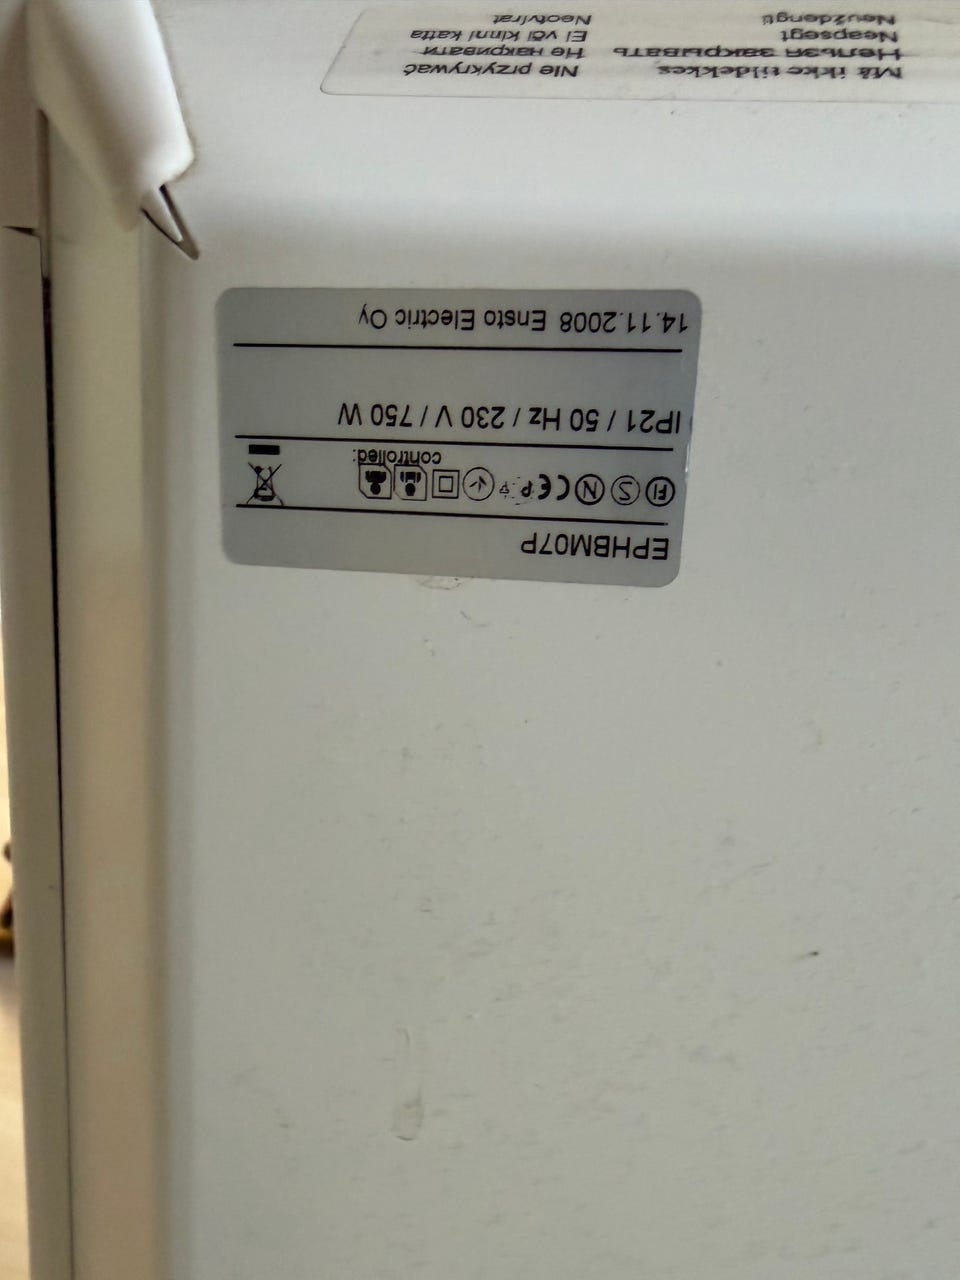 EPHBM07P
FI S N CE
controlled:
IP21 / 50 Hz / 230 V / 750 W
14.11.2008 Ensto Electric Oy
Må ikke tildekkes
Nie przykrywać
Нельзя закрывать
Не накривати
Neapsegt
Ei või kinni katta
Neuždengti
Neotvírat